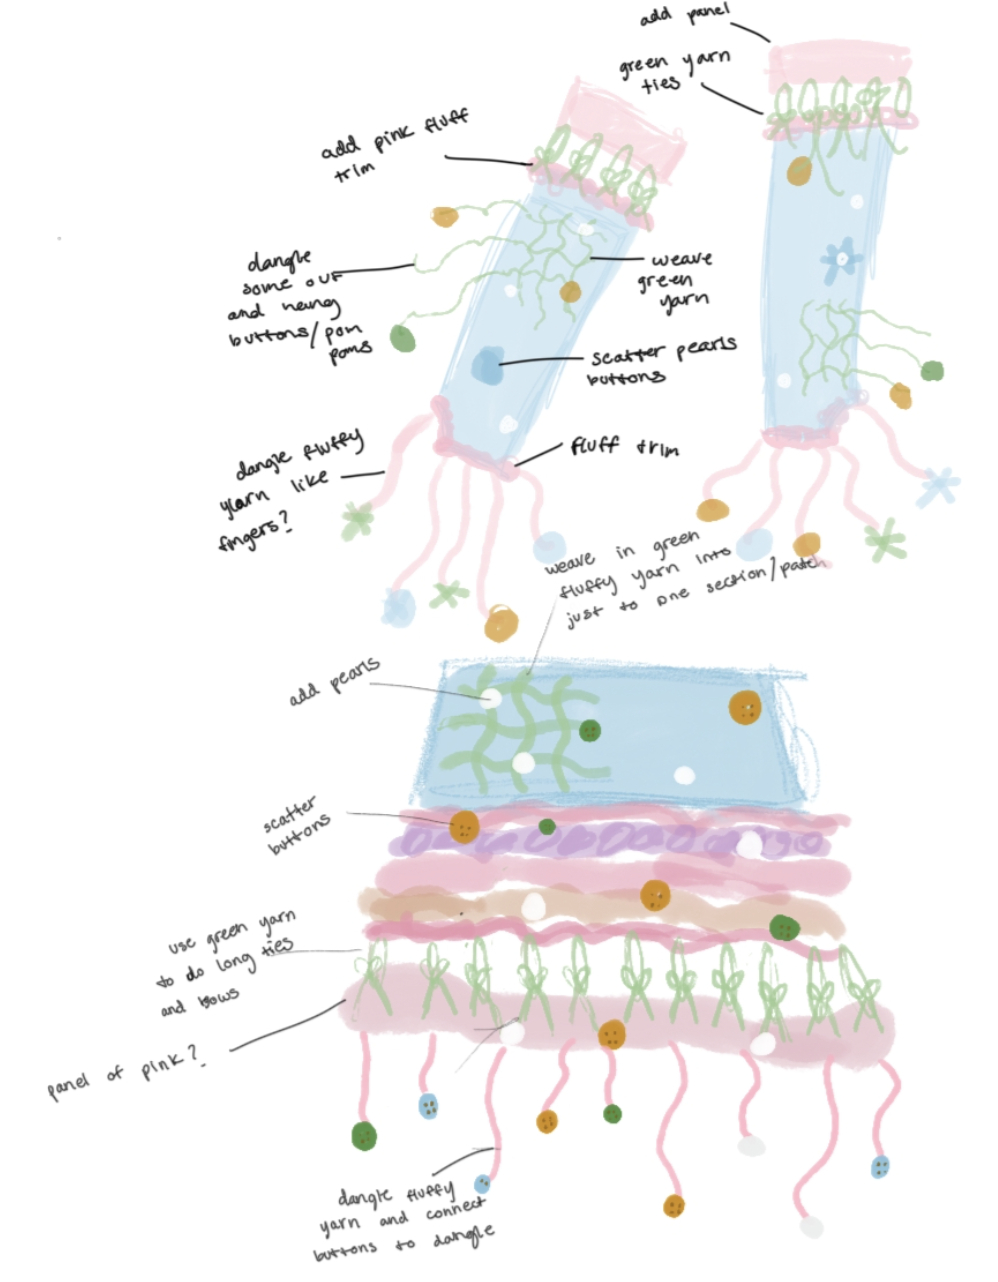 add panel
green yarn
ties
add pink fluff
trim
dangle
some out
and hang
buttons/pom
poms
weave
green
yarn
scatter pearls
buttons
fluff trim
dangle fluffy
yarn like
fingers?
weave in green
fluffy yarn into
just to one section/patch
add pearls
scatter
buttons
use green yarn
to do long ties
and bows
panel of pink?
dangle fluffy
yarn and connect
buttons to dangle